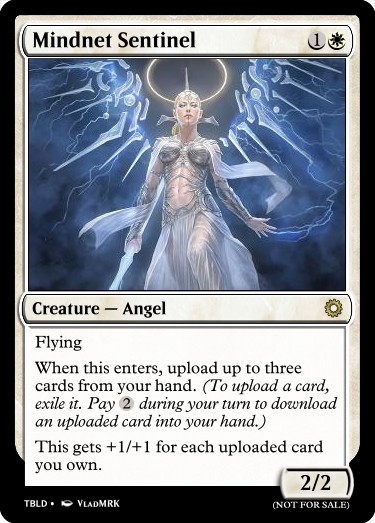 Mindnet Sentinel 1
Creature — Angel
Flying
When this enters, upload up to three
cards from your hand. (To upload a card,
exile it. Pay 2 during your turn to download
an uploaded card into your hand.)
This gets +1/+1 for each uploaded card
you own.
2/2
TBLD • VladMRK
(NOT FOR SALE)